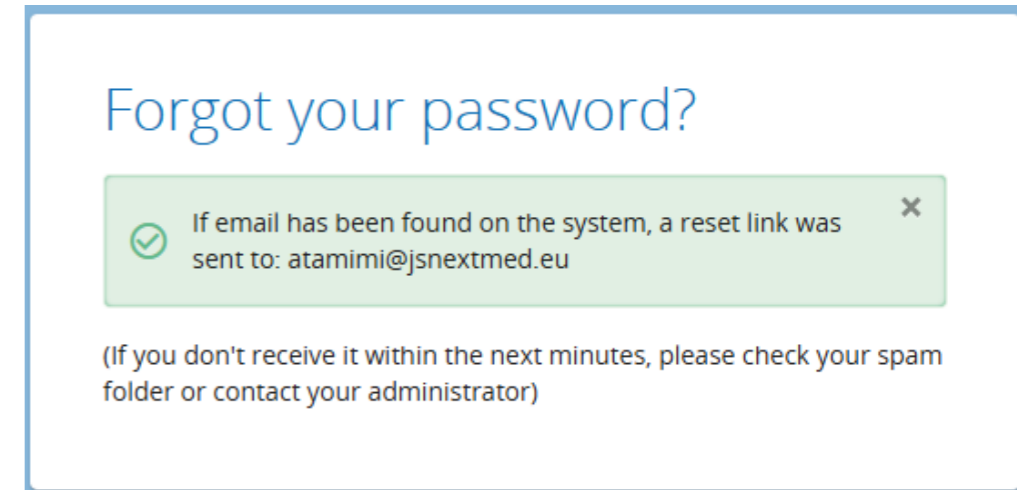 Forgot your password?
If email has been found on the system, a reset link was
sent to: atamimi@jsnextmed.eu
(If you don't receive it within the next minutes, please check your spam
folder or contact your administrator)